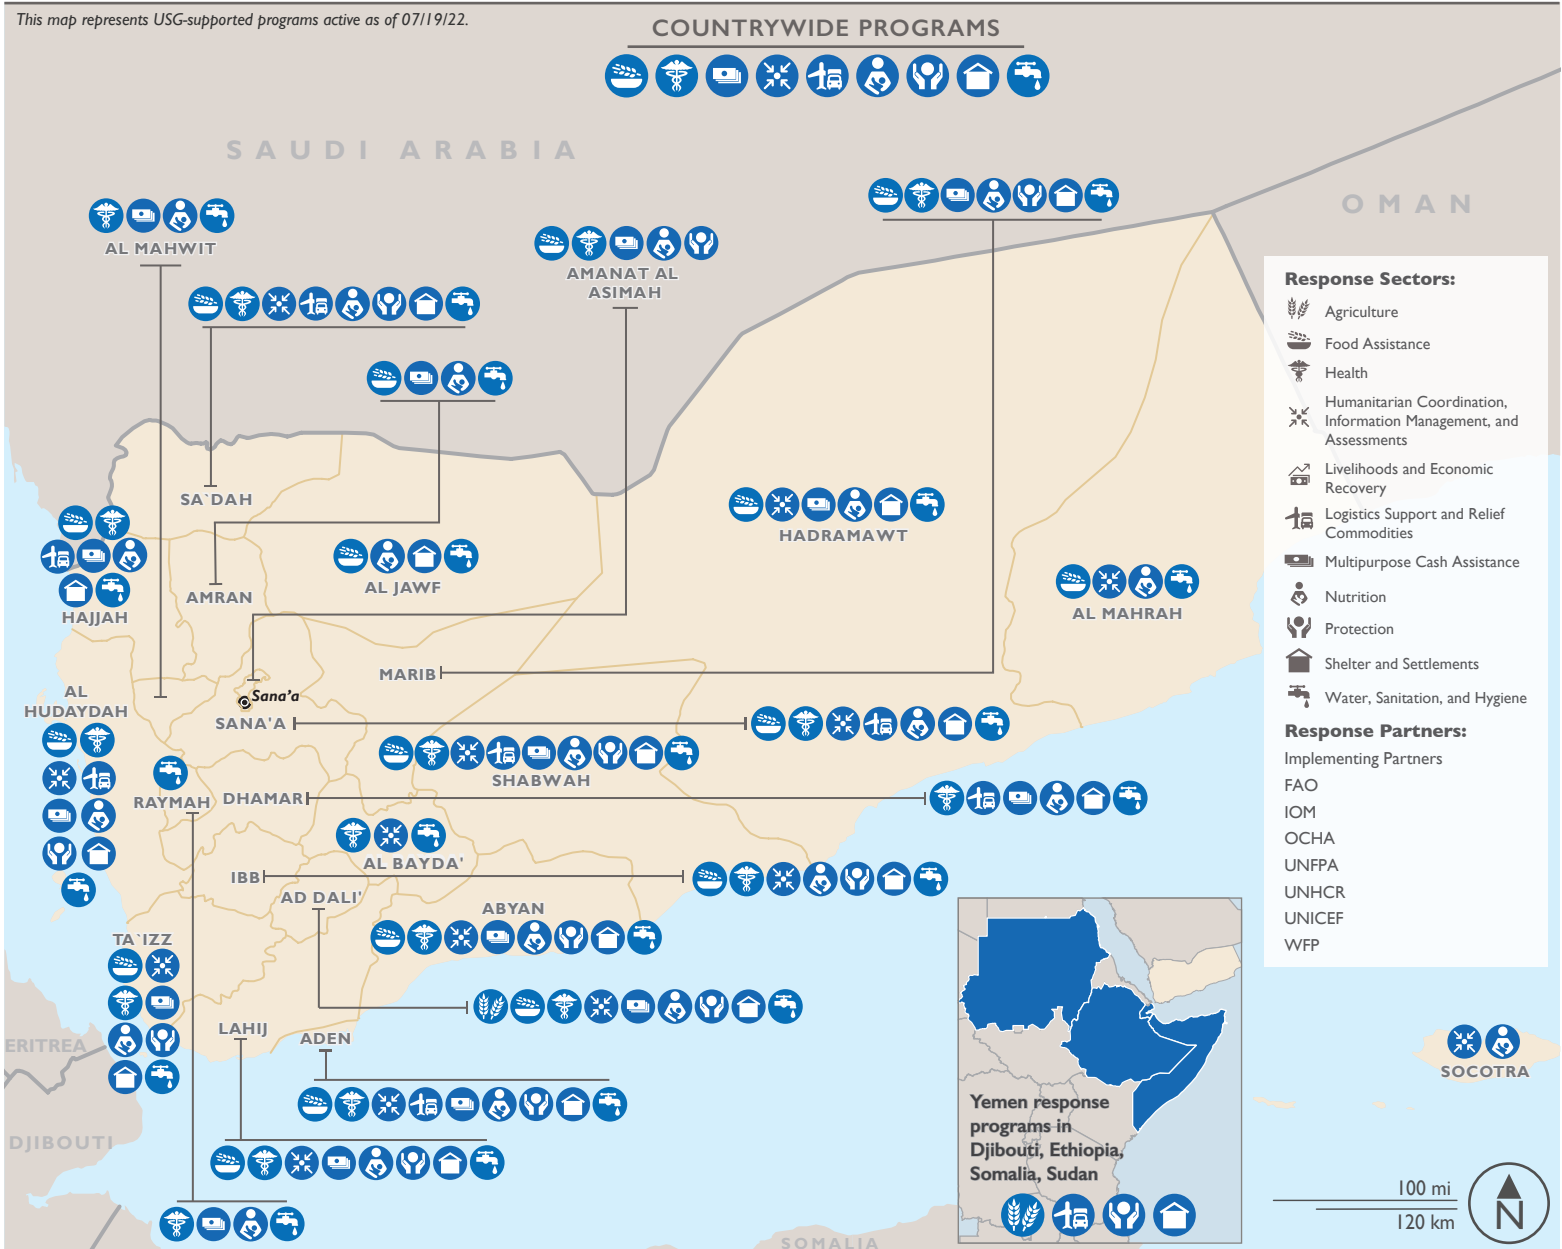 This map represents USG-supported programs active as of 07/19/22.
COUNTRYWIDE PROGRAMS
SAUDI ARABIA
OMAN
AL MAHWIT
AMANAT AL
ASIMAH
SA`DAH
HADRAMAWT
AL JAWF
AMRAN
HAJJAH
AL MAHRAH
MARIB
AL
HUDAYDAH
Sana'a
SANA'A
SHABWAH
RAYMAH
DHAMAR
AL BAYDA'
IBB
AD DALI'
ABYAN
TA`IZZ
LAHIJ
ADEN
ERITREA
DJIBOUTI
SOMALIA
SOCOTRA
Response Sectors:
Agriculture
Food Assistance
Health
Humanitarian Coordination,
Information Management, and
Assessments
Livelihoods and Economic
Recovery
Logistics Support and Relief
Commodities
Multipurpose Cash Assistance
Nutrition
Protection
Shelter and Settlements
Water, Sanitation, and Hygiene
Response Partners:
Implementing Partners
FAO
IOM
OCHA
UNFPA
UNHCR
UNICEF
WFP
Yemen response
programs in
Djibouti, Ethiopia,
Somalia, Sudan
100 mi
120 km
N